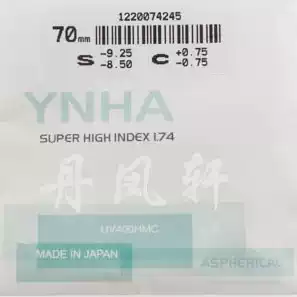 1220074245
70mm
S -9.25 -8.50 C +0.75 -0.75
YNHA
SUPER HIGH INDEX 1.74
丹凤轩
UV400HMC
MADE IN JAPAN
ASPHERICAL